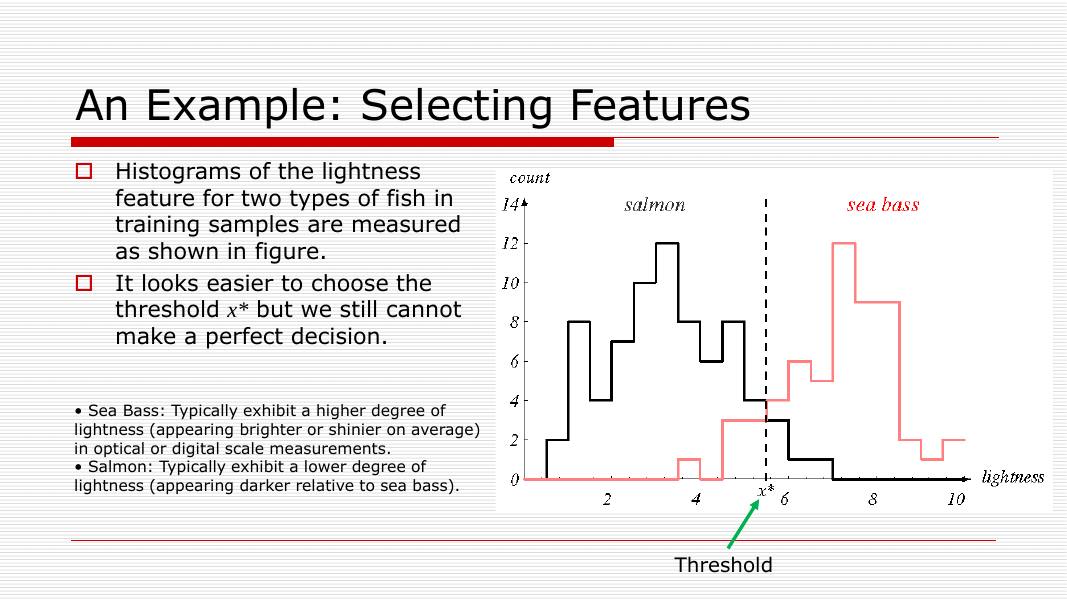 An Example: Selecting Features
Histograms of the lightness
feature for two types of fish in
training samples are measured
as shown in figure.
It looks easier to choose the
threshold x* but we still cannot
make a perfect decision.
• Sea Bass: Typically exhibit a higher degree of
lightness (appearing brighter or shinier on average)
in optical or digital scale measurements.
• Salmon: Typically exhibit a lower degree of
lightness (appearing darker relative to sea bass).
count
14
salmon
sea bass
12
10
8
6
4
2
0
lightness
2
4
x*
6
8
10
Threshold